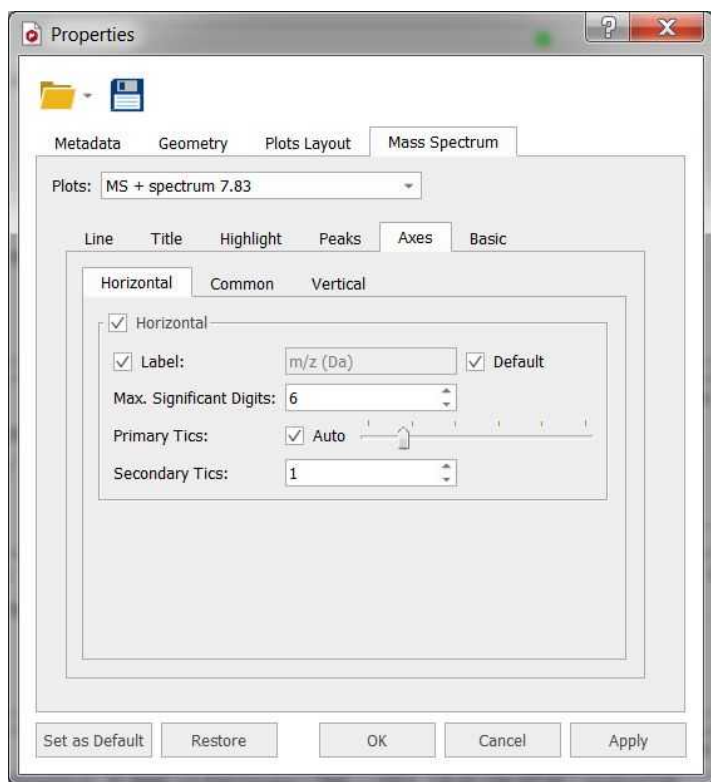 Properties
Metadata Geometry Plots Layout Mass Spectrum
Plots: MS + spectrum 7.83
Line Title Highlight Peaks Axes Basic
Horizontal Common Vertical
Horizontal
Label: m/z (Da) Default
Max. Significant Digits: 6
Primary Tics: Auto
Secondary Tics: 1
Set as Default Restore OK Cancel Apply